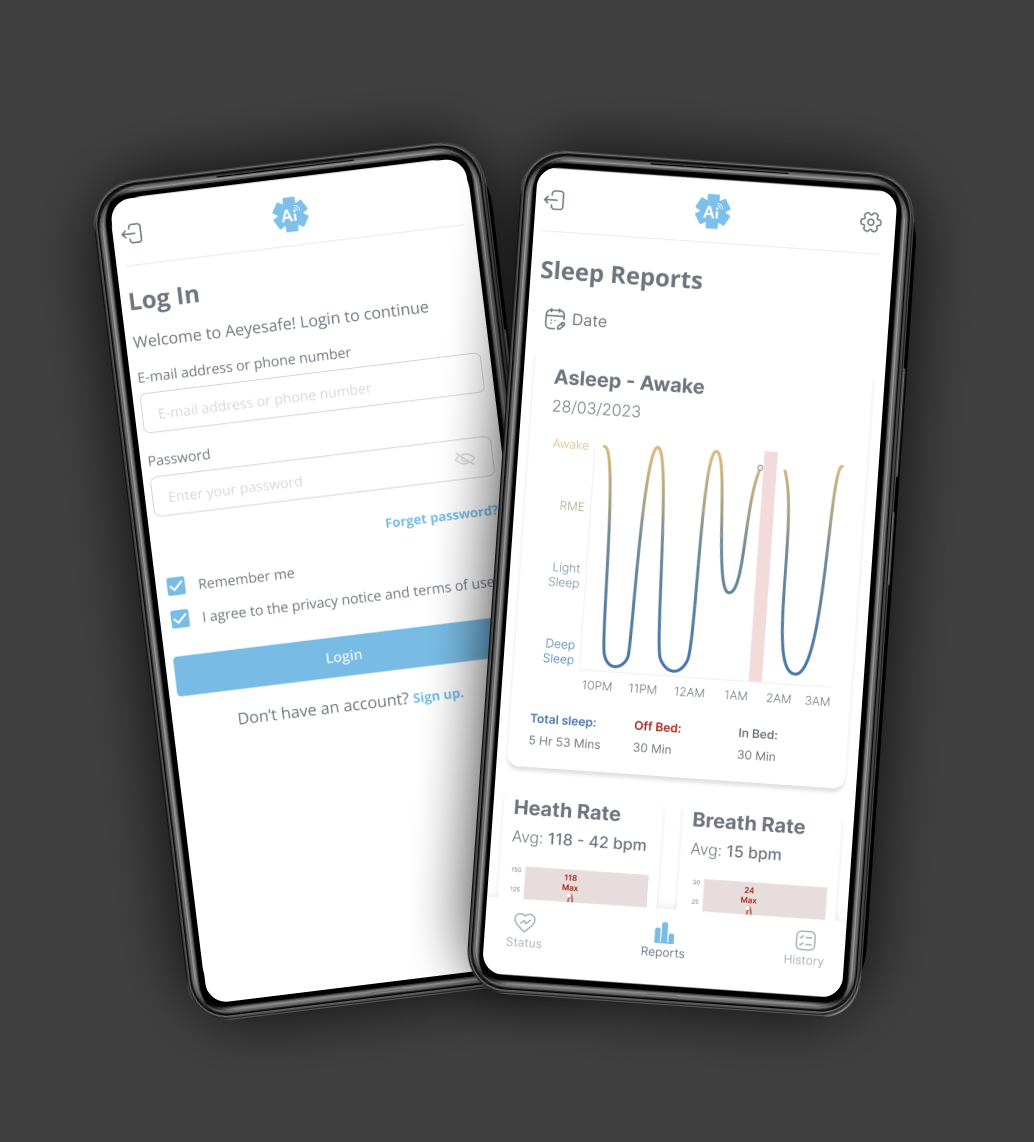 Ai
Log In
Welcome to Aeyesafe! Login to continue
E-mail address or phone number
E-mail address or phone number
Password
Enter your password
Forget password?
Remember me
I agree to the privacy notice and terms of use
Login
Don't have an account? Sign up.
Ai
Sleep Reports
Date
Asleep - Awake
28/03/2023
Awake
RME
Light
Sleep
Deep
Sleep
10PM 11PM 12AM 1AM 2AM 3AM
Total sleep: Off Bed: In Bed:
5 Hr 53 Mins 30 Min 30 Min
Heath Rate
Avg: 118 - 42 bpm
150
125
118
Max
Breath Rate
Avg: 15 bpm
30
25
24
Max
Status Reports History